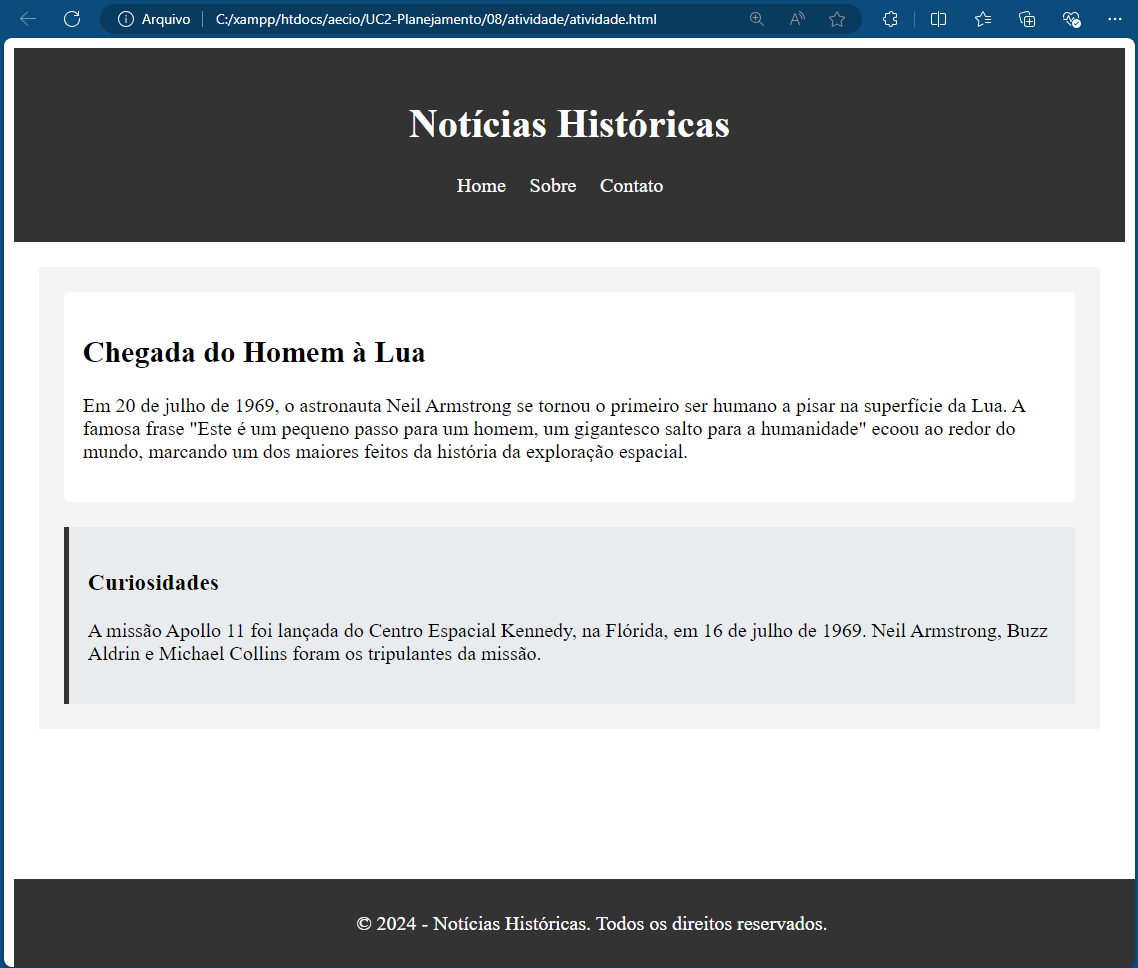 Arquivo C:/xampp/htdocs/aecio/UC2-Planejamento/08/atividade/atividade.html
Notícias Históricas
Home Sobre Contato
Chegada do Homem à Lua
Em 20 de julho de 1969, o astronauta Neil Armstrong se tornou o primeiro ser humano a pisar na superfície da Lua. A
famosa frase "Este é um pequeno passo para um homem, um gigantesco salto para a humanidade" ecoou ao redor do
mundo, marcando um dos maiores feitos da história da exploração espacial.
Curiosidades
A missão Apollo 11 foi lançada do Centro Espacial Kennedy, na Flórida, em 16 de julho de 1969. Neil Armstrong, Buzz
Aldrin e Michael Collins foram os tripulantes da missão.
© 2024 - Notícias Históricas. Todos os direitos reservados.